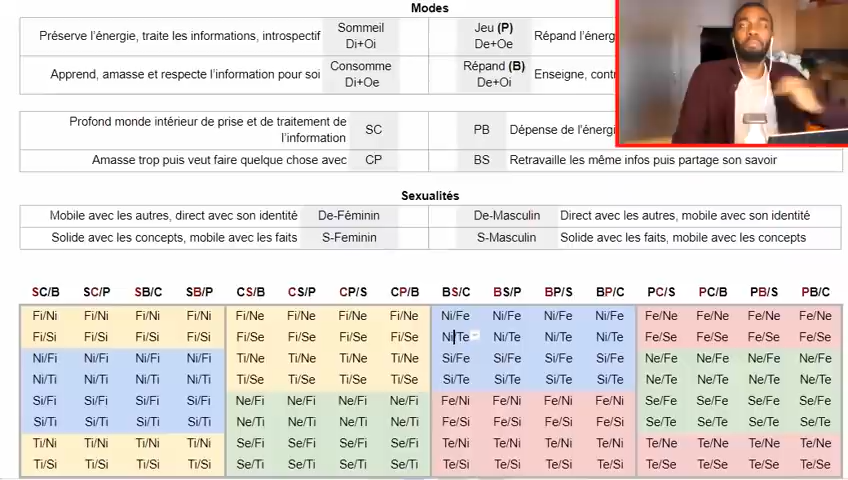 Modes
Préserve l'énergie, traite les informations, introspectif Sommeil Di+Oi Jeu (P) De+Oe Répand l'énerg
Apprend, amasse et respecte l'information pour soi Consomme Di+Oe Répand (B) De+Oi Enseigne, cont
Profond monde intérieur de prise et de traitement de l'information SC PB Dépense de l'énergi
Amasse trop puis veut faire quelque chose avec CP BS Retravaille les même infos puis partage son savoir
Sexualités
Mobile avec les autres, direct avec son identité De-Féminin De-Masculin Direct avec les autres, mobile avec son identité
Solide avec les concepts, mobile avec les faits S-Feminin S-Masculin Solide avec les faits, mobile avec les concepts
SC/B SC/P SB/C SB/P CS/B CS/P CP/S CP/B BS/C BS/P BP/S BP/C PC/S PC/B PB/S PB/C
Fi/Ni Fi/Ni Fi/Ni Fi/Ni Fi/Ne Fi/Ne Fi/Ne Fi/Ne Ni/Fe Ni/Fe Ni/Fe Ni/Fe Fe/Ne Fe/Ne Fe/Ne Fe/Ne
Fi/Si Fi/Si Fi/Si Fi/Si Fi/Se Fi/Se Fi/Se Fi/Se Ni/Te Ni/Te Ni/Te Ni/Te Fe/Se Fe/Se Fe/Se Fe/Se
Ni/Fi Ni/Fi Ni/Fi Ni/Fi Ti/Ne Ti/Ne Ti/Ne Ti/Ne Si/Fe Si/Fe Si/Fe Si/Fe Ne/Fe Ne/Fe Ne/Fe Ne/Fe
Ni/Ti Ni/Ti Ni/Ti Ni/Ti Ti/Se Ti/Se Ti/Se Ti/Se Si/Te Si/Te Si/Te Si/Te Ne/Te Ne/Te Ne/Te Ne/Te
Si/Fi Si/Fi Si/Fi Si/Fi Ne/Fi Ne/Fi Ne/Fi Ne/Fi Fe/Ni Fe/Ni Fe/Ni Fe/Ni Se/Fe Se/Fe Se/Fe Se/Fe
Si/Ti Si/Ti Si/Ti Si/Ti Ne/Ti Ne/Ti Ne/Ti Ne/Ti Fe/Si Fe/Si Fe/Si Fe/Si Se/Te Se/Te Se/Te Se/Te
Ti/Ni Ti/Ni Ti/Ni Ti/Ni Se/Fi Se/Fi Se/Fi Se/Fi Te/Ni Te/Ni Te/Ni Te/Ni Te/Ne Te/Ne Te/Ne Te/Ne
Ti/Si Ti/Si Ti/Si Ti/Si Se/Ti Se/Ti Se/Ti Se/Ti Te/Si Te/Si Te/Si Te/Si Te/Se Te/Se Te/Se Te/Se